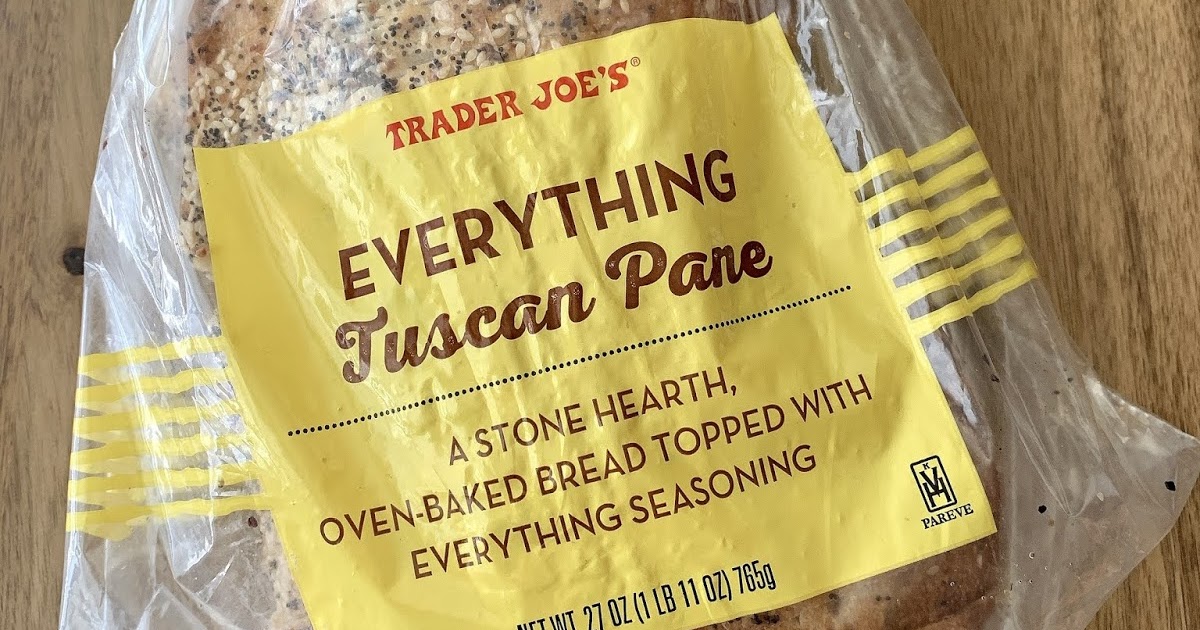 TRADER JOE'S®
EVERYTHING
Tuscan Pane
A STONE HEARTH,
OVEN-BAKED BREAD TOPPED WITH
EVERYTHING SEASONING
K
PAREVE
NET WT. 27 OZ (1 LB 11 OZ) 765g